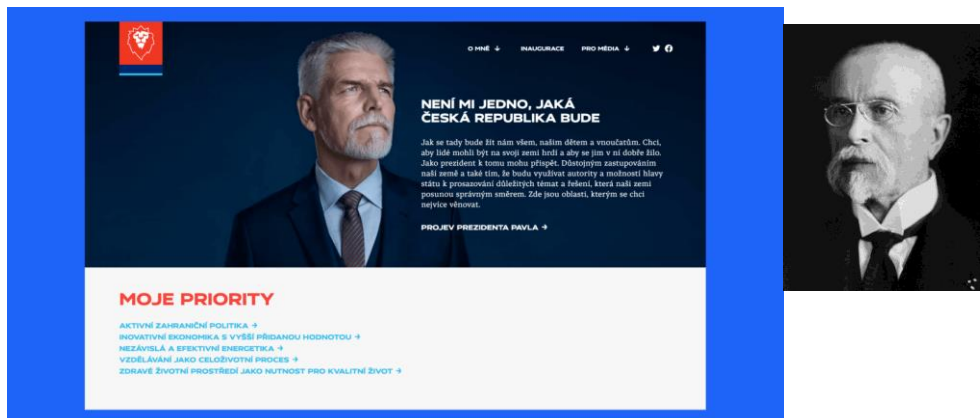 O MNĚ ↓ INAUGURACE PRO MÉDIA ↓
NENÍ MI JEDNO, JAKÁ
ČESKÁ REPUBLIKA BUDE
Jak se tady bude žít nám všem, našim dětem a vnoučatům. Chci,
aby lidé mohli být na svoji zemi hrdí a aby se jim v ní dobře žilo.
Jako prezident k tomu mohu přispět. Důstojným zastupováním
naší země a také tím, že budu využívat autority a možností hlavy
státu k prosazování důležitých témat a řešení, která naši zemi
posunou správným směrem. Zde jsou oblasti, kterým se chci
nejvíce věnovat.
PROJEV PREZIDENTA PAVLA →
MOJE PRIORITY
AKTIVNÍ ZAHRANIČNÍ POLITIKA →
INOVATIVNÍ EKONOMIKA S VYŠŠÍ PŘIDANOU HODNOTOU →
NEZÁVISLÁ A EFEKTIVNÍ ENERGETIKA →
VZDĚLÁVÁNÍ JAKO CELOŽIVOTNÍ PROCES →
ZDRAVÉ ŽIVOTNÍ PROSTŘEDÍ JAKO NUTNOST PRO KVALITNÍ ŽIVOT →